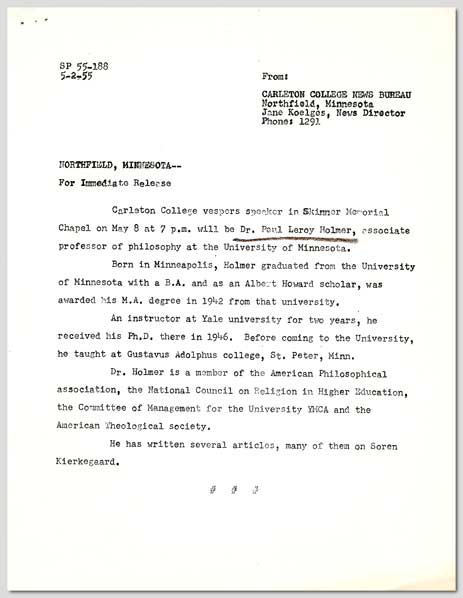 SP 55-188
5-2-55
From:
CARLETON COLLEGE NEWS BUREAU
Northfield, Minnesota
Jane Koelges, News Director
Phone: 1291
NORTHFIELD, MINNESOTA--
For Immediate Release
Carleton College vespers speaker in Skinner Memorial
Chapel on May 8 at 7 p.m. will be Dr. Paul Leroy Holmer, associate
professor of philosophy at the University of Minnesota.
Born in Minneapolis, Holmer graduated from the University
of Minnesota with a B.A. and as an Albert Howard scholar, was
awarded his M.A. degree in 1942 from that university.
An instructor at Yale university for two years, he
received his Ph.D. there in 1946. Before coming to the University,
he taught at Gustavus Adolphus college, St. Peter, Minn.
Dr. Holmer is a member of the American Philosophical
association, the National Council on Religion in Higher Education,
the Committee of Management for the University YMCA and the
American Theological society.
He has written several articles, many of them on Soren
Kierkegaard.
# # #